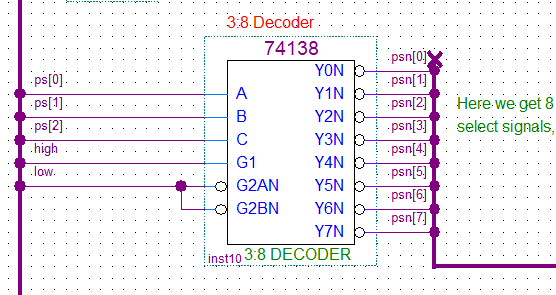 3:8 Decoder
74138
ps[0]
ps[1]
ps[2]
high
low
A
B
C
G1
G2AN
G2BN
Y0N
Y1N
Y2N
Y3N
Y4N
Y5N
Y6N
Y7N
psn[0]
psn[1]
psn[2]
psn[3]
psn[4]
psn[5]
psn[6]
psn[7]
Here we get 8
select signals,
inst10
3:8 DECODER